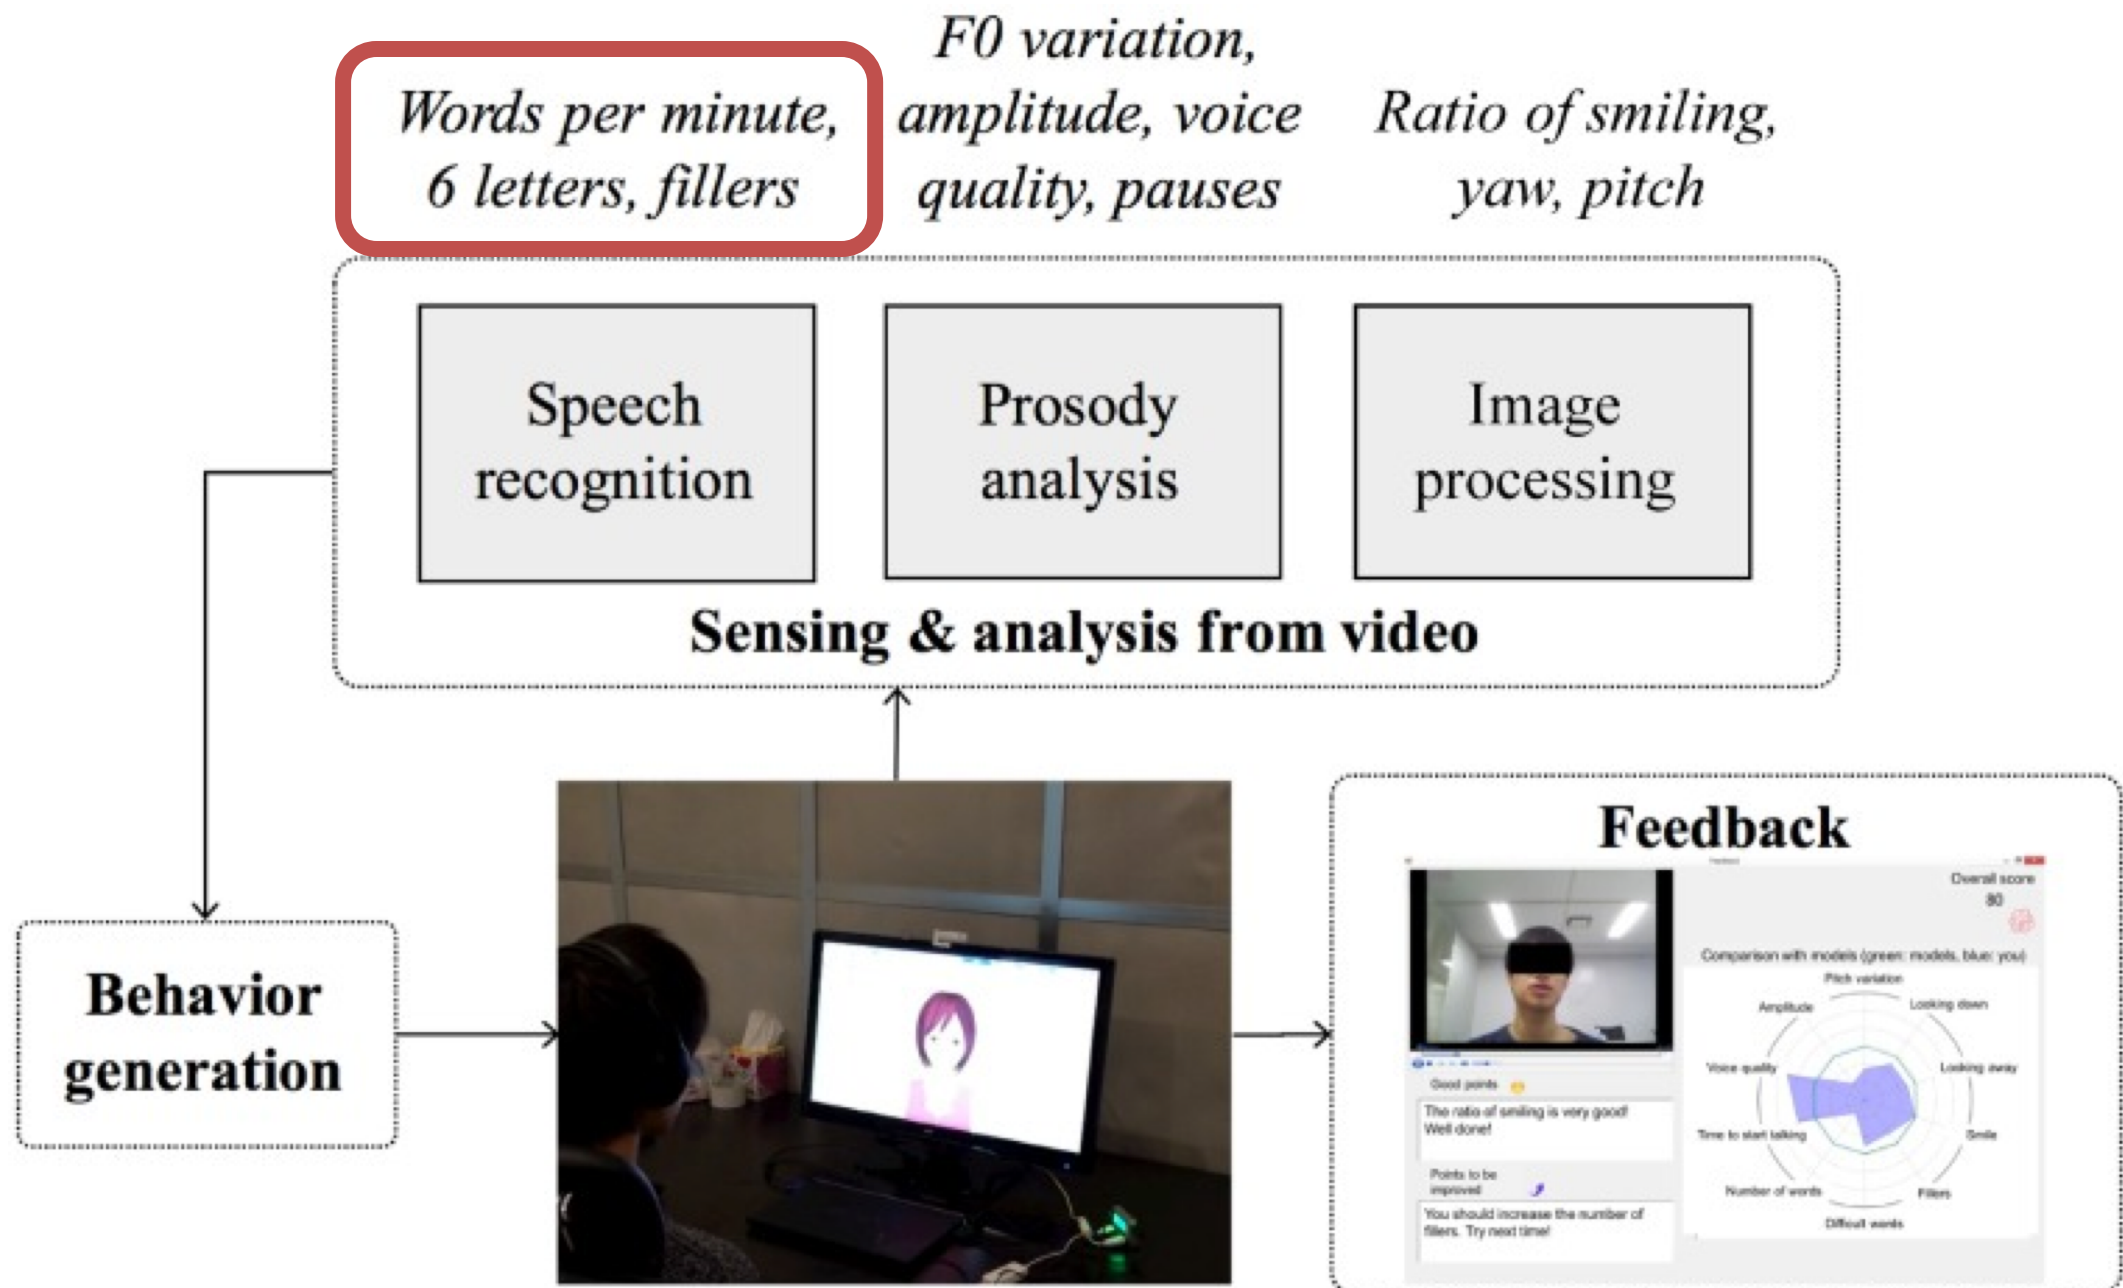 Words per minute,
6 letters, fillers
F0 variation,
amplitude, voice
quality, pauses
Ratio of smiling,
yaw, pitch
Speech
recognition
Prosody
analysis
Image
processing
Sensing & analysis from video
Behavior
generation
Feedback
Feedback
Overall score
80
Comparison with models (green: models, blue: you)
Pitch variation
Amplitude
Looking down
Voice quality
Looking away
Time to start talking
Smile
Number of words
Fillers
Difficult words
Good points
The ratio of smiling is very good!
Well done!
Points to be
improved
You should increase the number of
fillers. Try next time!